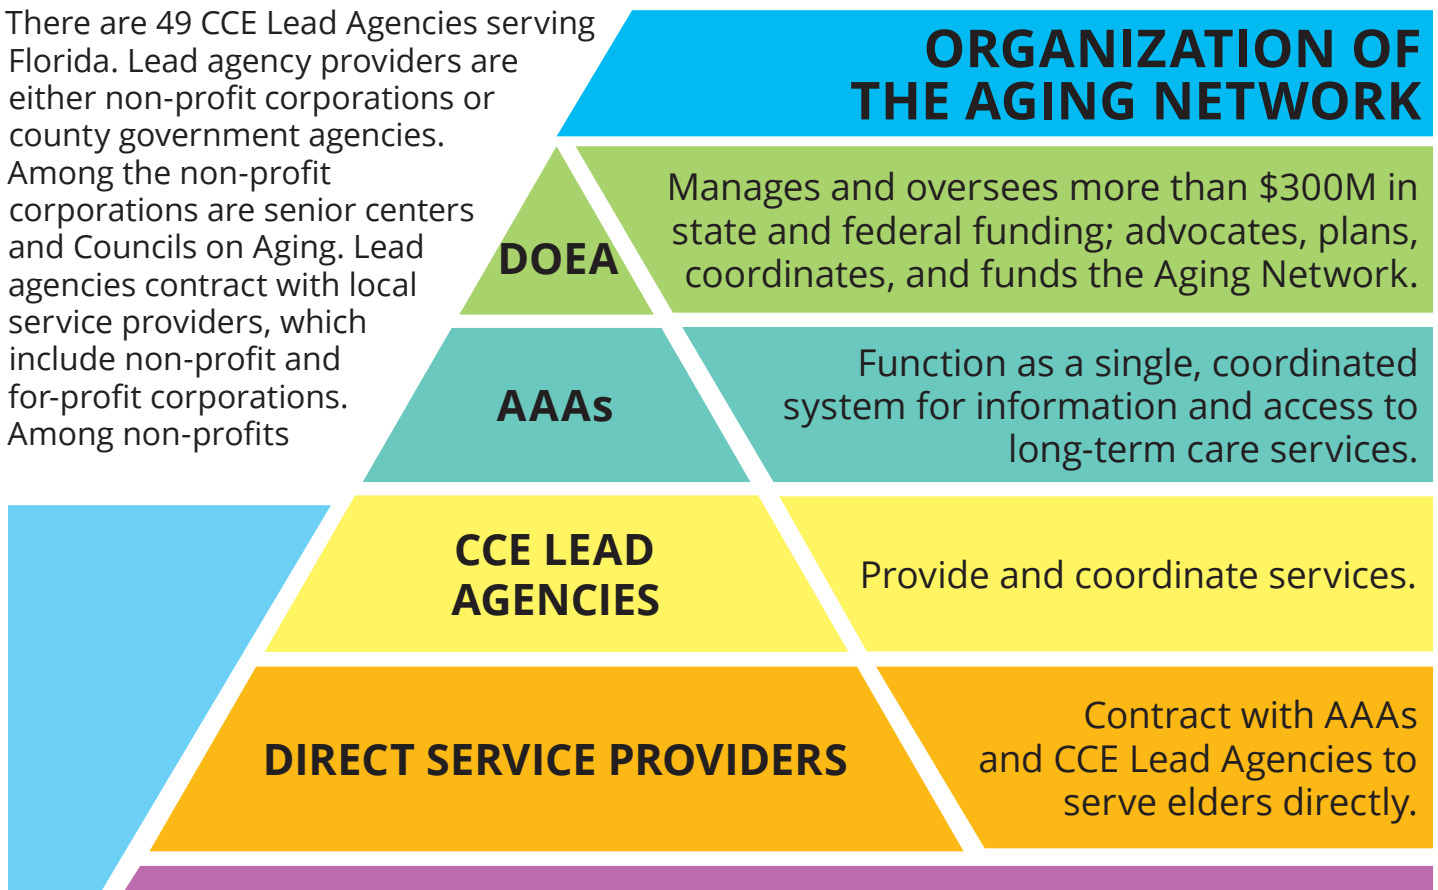 There are 49 CCE Lead Agencies serving
Florida. Lead agency providers are
either non-profit corporations or
county government agencies.
Among the non-profit
corporations are senior centers
and Councils on Aging. Lead
agencies contract with local
service providers, which
include non-profit and
for-profit corporations.
Among non-profits
ORGANIZATION OF
THE AGING NETWORK
DOEA
Manages and oversees more than $300M in
state and federal funding; advocates, plans,
coordinates, and funds the Aging Network.
AAAs
Function as a single, coordinated
system for information and access to
long-term care services.
CCE LEAD
AGENCIES
Provide and coordinate services.
DIRECT SERVICE PROVIDERS
Contract with AAAs
and CCE Lead Agencies to
serve elders directly.